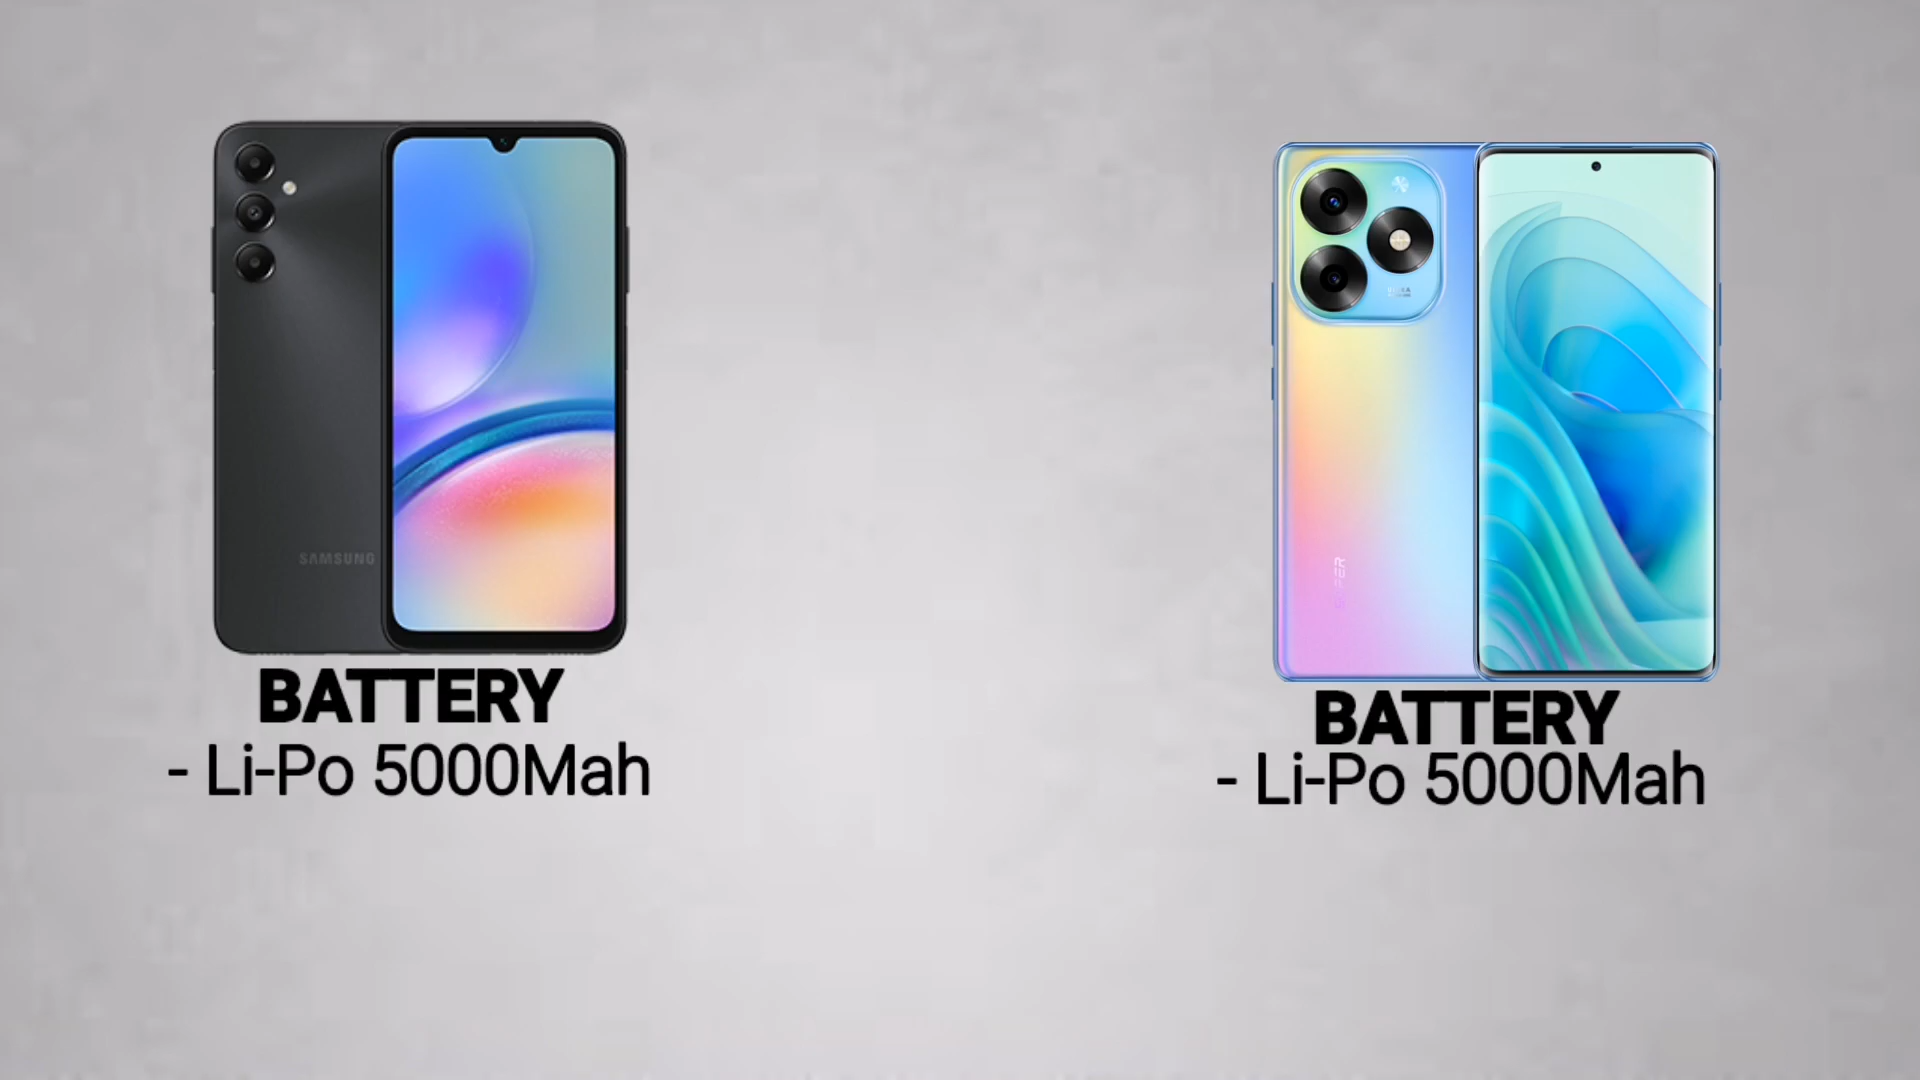 SAMSUNG
BATTERY
- Li-Po 5000Mah
BATTERY
- Li-Po 5000Mah